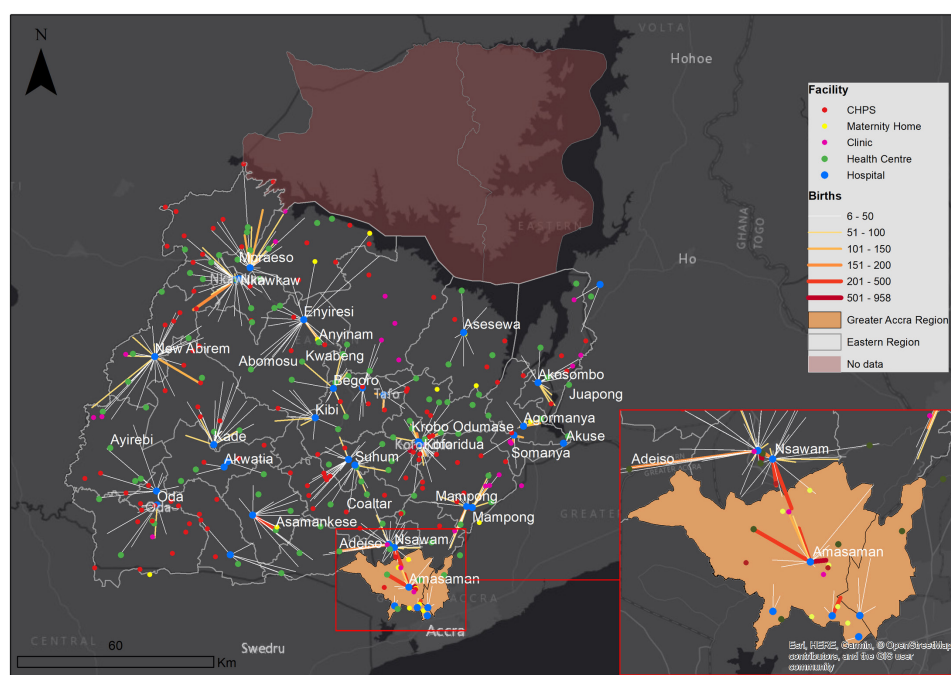 N
VOLTA
Hohoe
Facility
CHPS
Maternity Home
Clinic
Health Centre
Hospital
Births
6 - 50
51 - 100
101 - 150
151 - 200
201 - 500
501 - 958
Greater Accra Region
Eastern Region
No data
EASTERN
GHANA
TOGO
Ho
Mpraeso
Nkawkaw
Enyiresi
Anyinam
Asesewa
New Abirem
Abomosu
Kwabeng
Begoro
Tafo
Akosombo
Juapong
Kibi
Agormanya
Krobo Odumase
Ayirebi
Kade
Koforidua
Somanya
Akuse
Akwatia
Suhum
Oda
Oda
Coaltar
Mampong
Mampong
Asamankese
Adeiso
Nsawam
Amasaman
ACCRA
Accra
CENTRAL
Swedru
60
Km
Nsawam
Adeiso
GREATER ACCRA
Amasaman
Esri, HERE, Garmin, © OpenStreetMap
contributors, and the GIS user
community